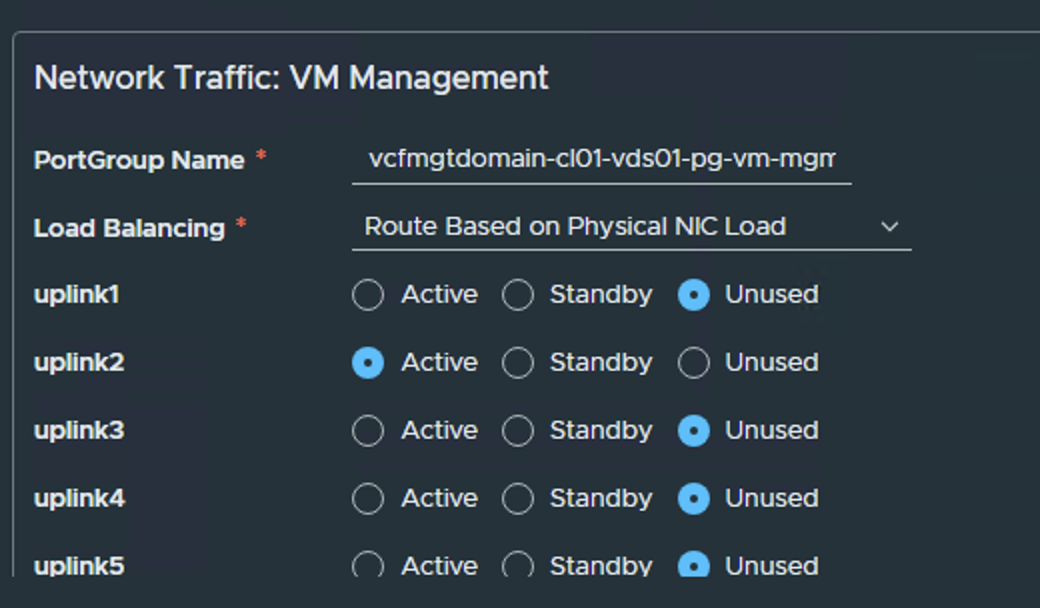 Network Traffic: VM Management
PortGroup Name * vcfmgtdomain-cl01-vds01-pg-vm-mgm
Load Balancing * Route Based on Physical NIC Load
uplink1 Active Standby Unused
uplink2 Active Standby Unused
uplink3 Active Standby Unused
uplink4 Active Standby Unused
uplink5 Active Standby Unused